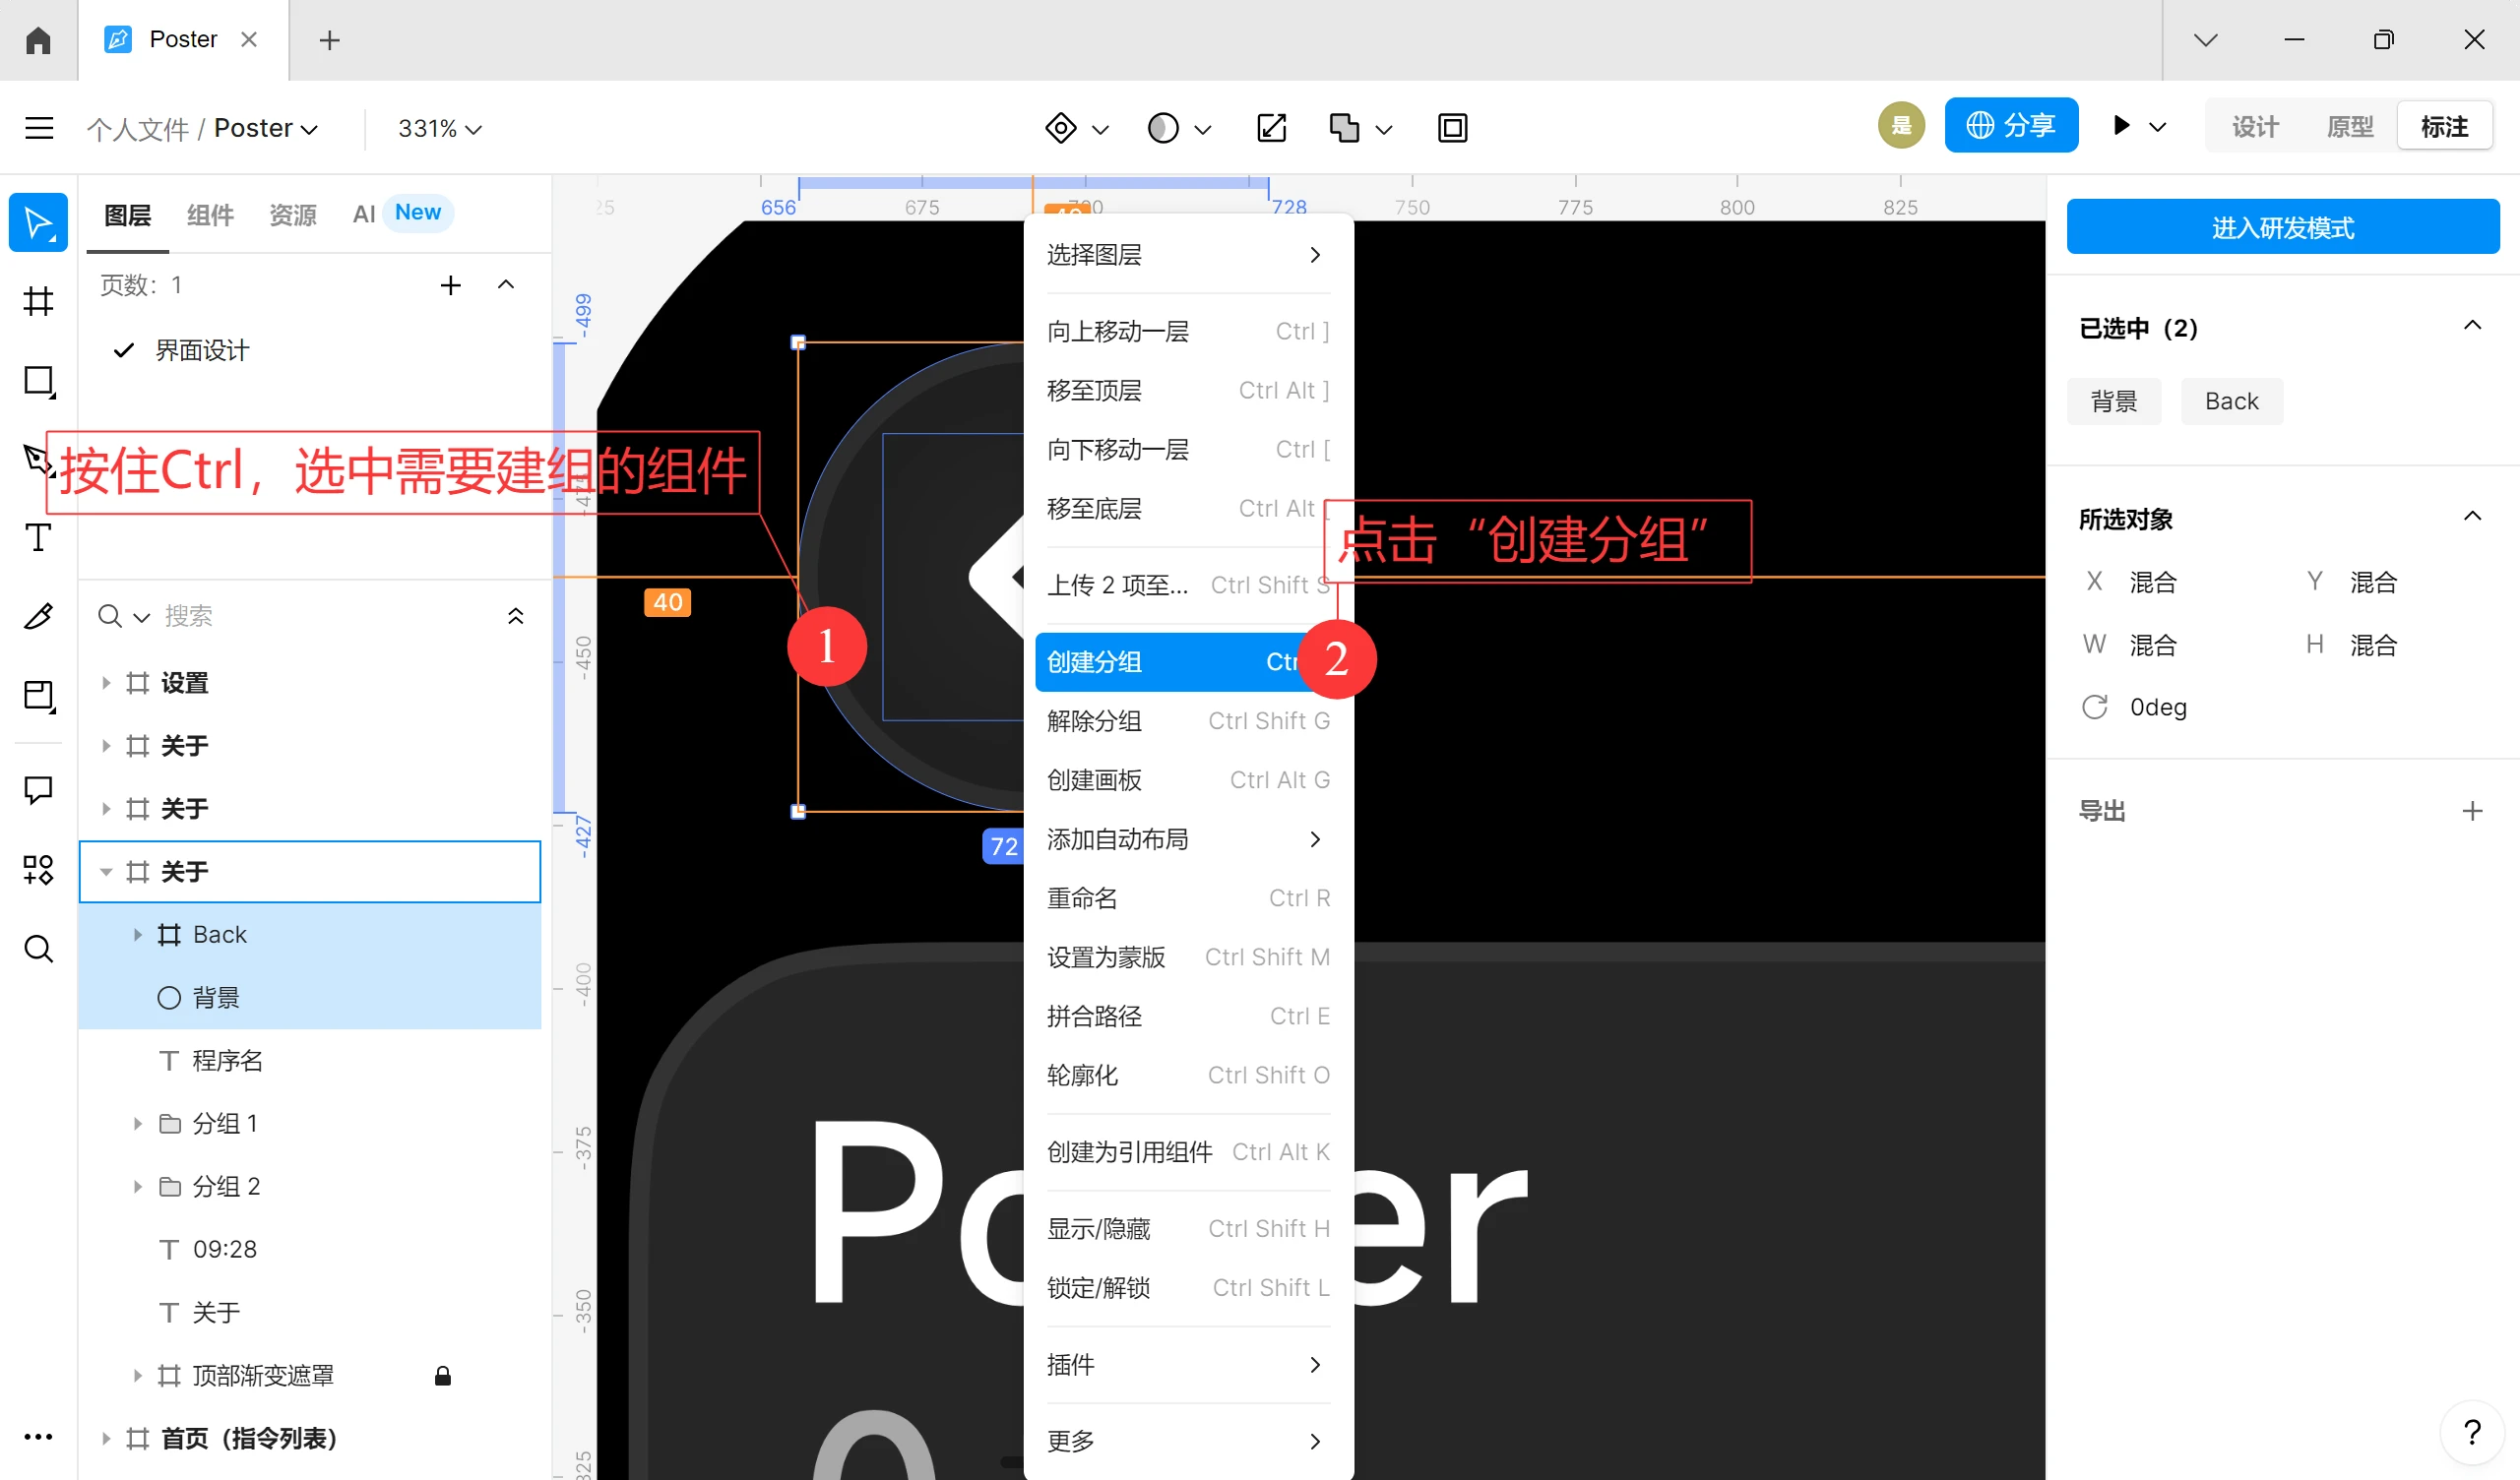 Poster
个人文件 / Poster
331%
是
分享
设计
原型
标注
图层
组件
资源
AI
New
页数：1
界面设计
按住Ctrl，选中需要建组的组件
搜索
设置
关于
关于
关于
Back
背景
程序名
分组 1
分组 2
09:28
关于
顶部渐变遮罩
首页（指令列表）
656
675
728
750
775
800
825
-499
-450
-427
-400
-375
-350
40
72
1
选择图层
向上移动一层 Ctrl ]
移至顶层 Ctrl Alt ]
向下移动一层 Ctrl [
移至底层 Ctrl Alt [
上传 2 项至... Ctrl Shift S
创建分组
解除分组 Ctrl Shift G
创建画板 Ctrl Alt G
添加自动布局
重命名 Ctrl R
设置为蒙版 Ctrl Shift M
拼合路径 Ctrl E
轮廓化 Ctrl Shift O
创建为引用组件 Ctrl Alt K
显示/隐藏 Ctrl Shift H
锁定/解锁 Ctrl Shift L
插件
更多
点击“创建分组”
2
进入研发模式
已选中（2）
背景
Back
所选对象
X 混合
Y 混合
W 混合
H 混合
0deg
导出
?